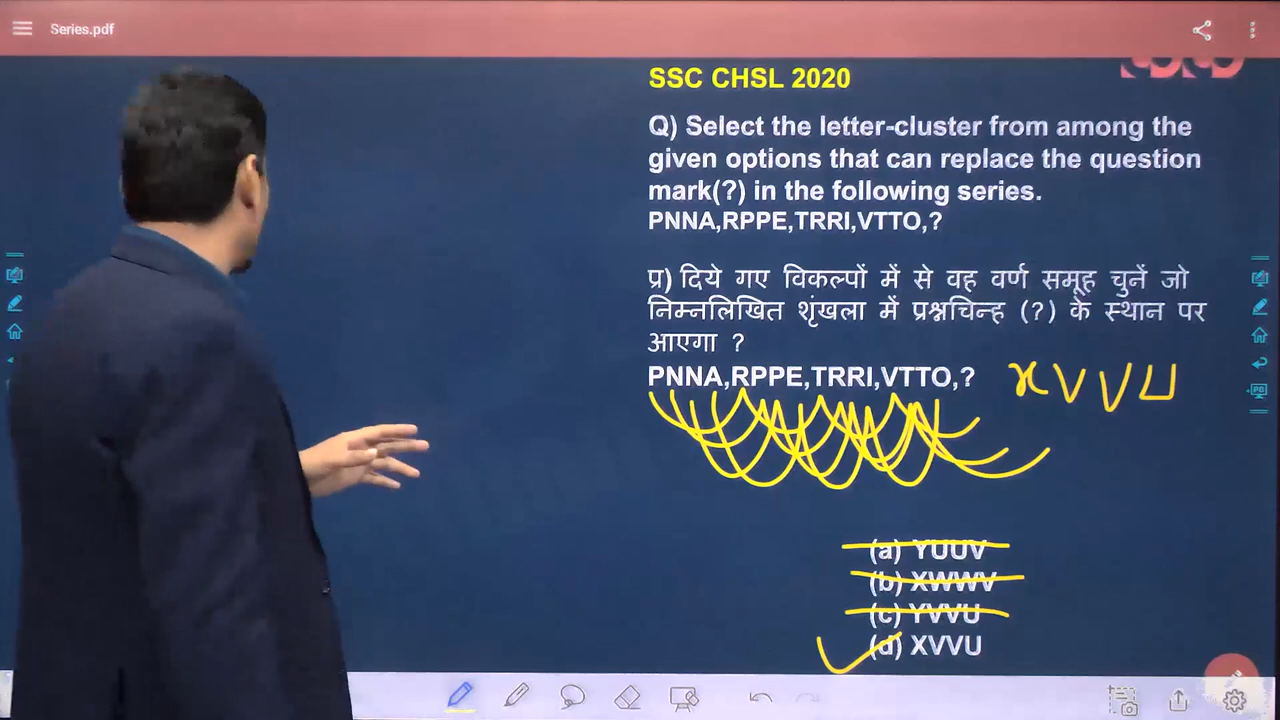 Series.pdf
SSC CHSL 2020
Q) Select the letter-cluster from among the
given options that can replace the question
mark(?) in the following series.
PNNA,RPPE,TRRI,VTTO,?
प्र) दिये गए विकल्पों में से वह वर्ण समूह चुनें जो
निम्नलिखित शृंखला में प्रश्नचिन्ह (?) के स्थान पर
आएगा ?
PNNA,RPPE,TRRI,VTTO,? XVVU
(a) YUUV
(b) XWWV
(c) YVVU
(d) XVVU